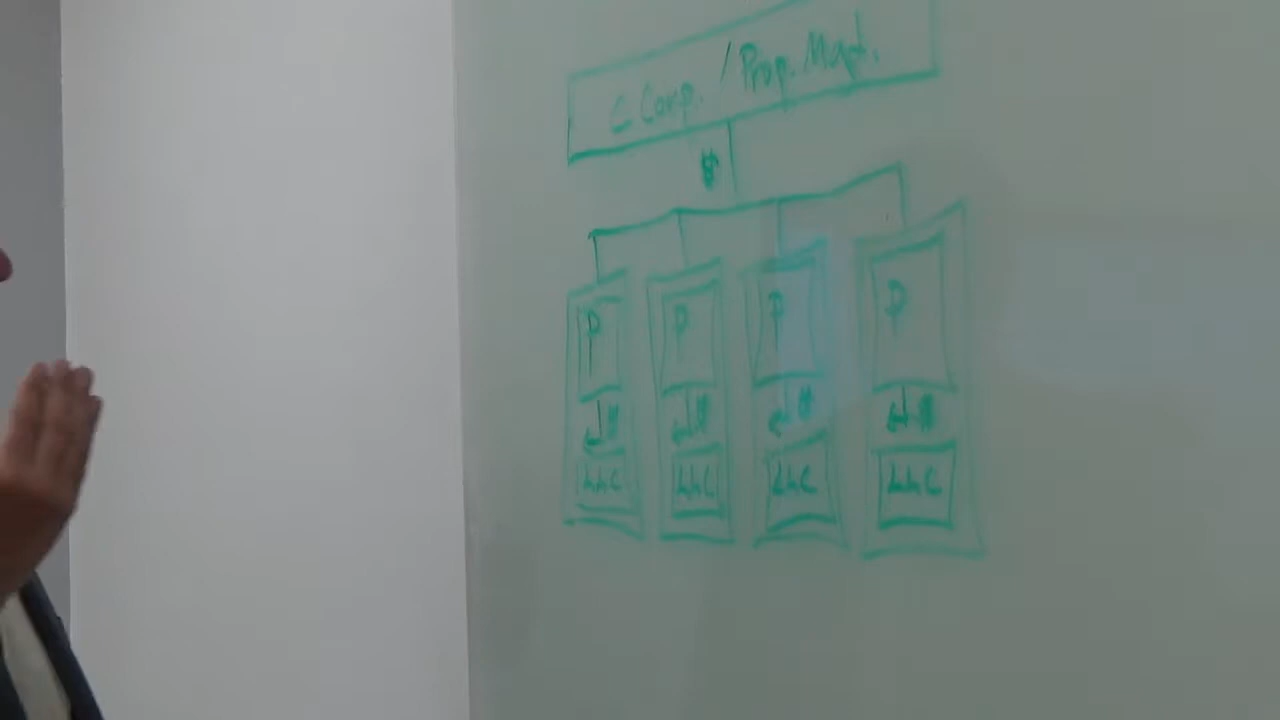 C Corp. / Prop. Mgt.
$
P P P P
$ $ $ $
LLC LLC LLC LLC